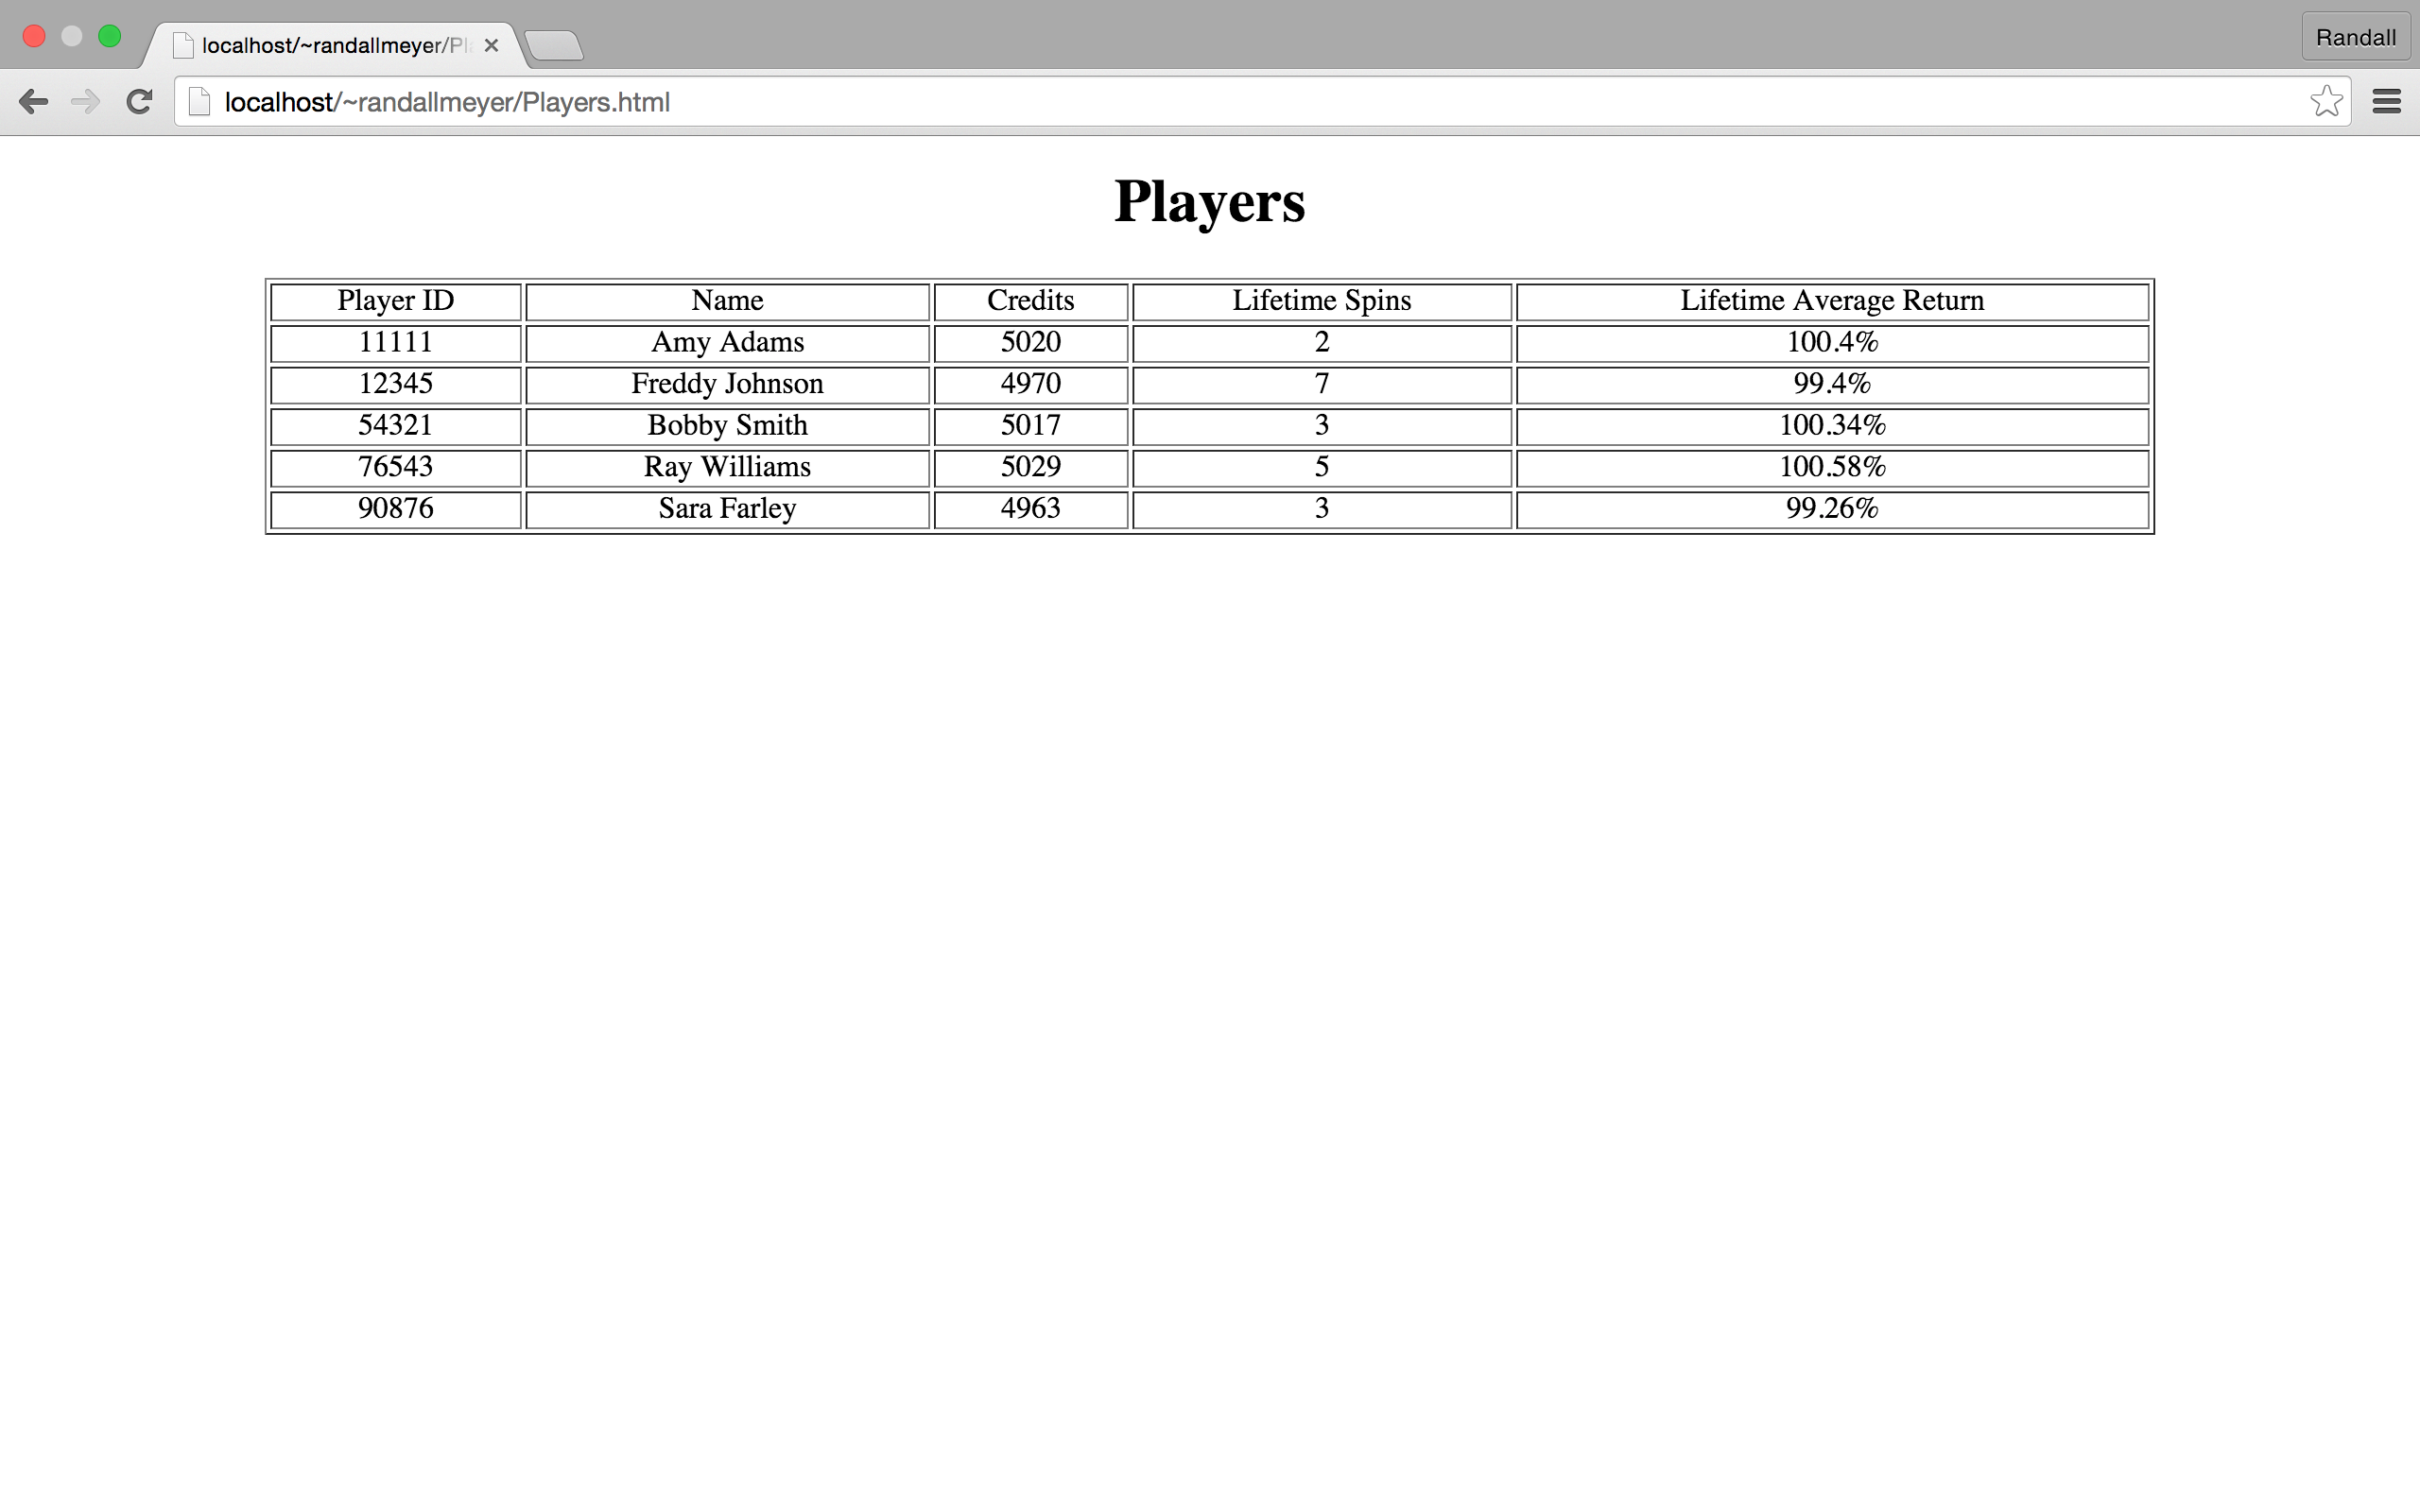 localhost/~randallmeyer/Pl
Randall
localhost/~randallmeyer/Players.html
Players
Player ID Name Credits Lifetime Spins Lifetime Average Return
11111 Amy Adams 5020 2 100.4%
12345 Freddy Johnson 4970 7 99.4%
54321 Bobby Smith 5017 3 100.34%
76543 Ray Williams 5029 5 100.58%
90876 Sara Farley 4963 3 99.26%